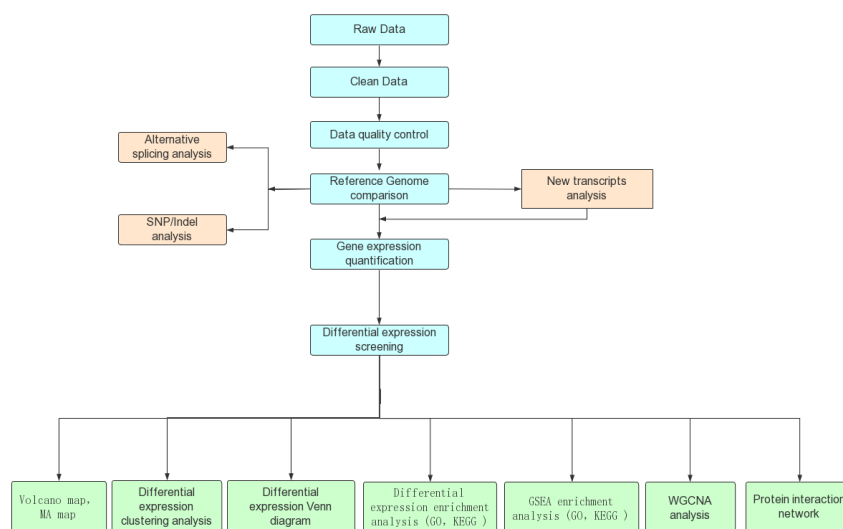 Raw Data
Clean Data
Data quality control
Alternative
splicing analysis
Reference Genome
comparison
New transcripts
analysis
SNP/Indel
analysis
Gene expression
quantification
Differential expression
screening
Volcano map,
MA map
Differential
expression
clustering analysis
Differential
expression Venn
diagram
Differential
expression enrichment
analysis (GO, KEGG )
GSEA enrichment
analysis (GO, KEGG )
WGCNA
analysis
Protein interaction
network